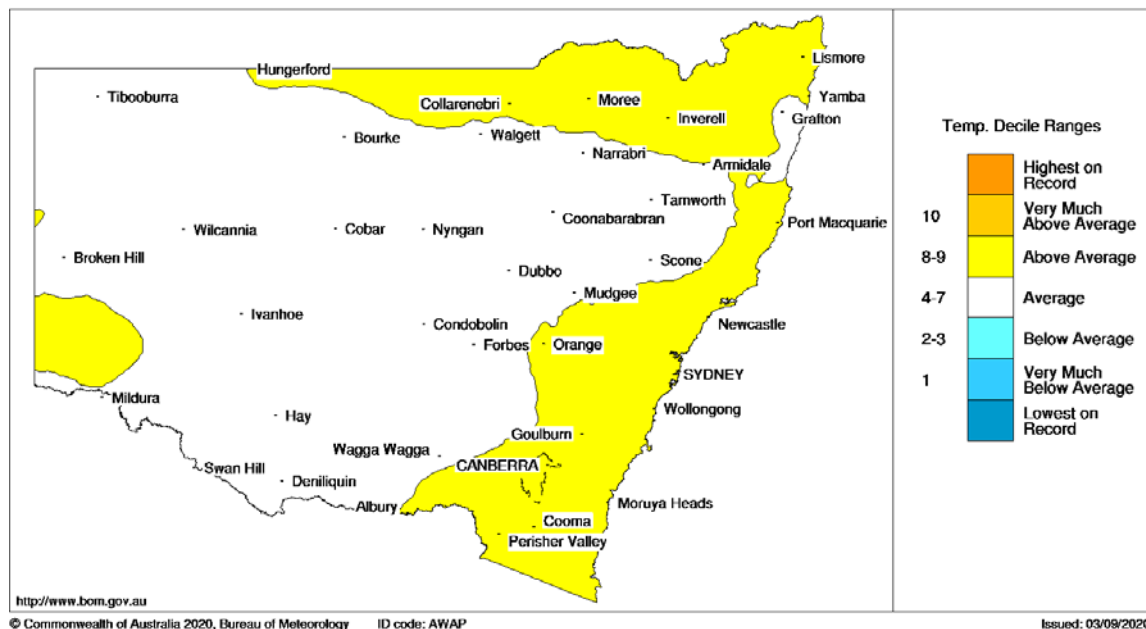 Hungerford
Lismore
Tibooburra
Collarenebri
Moree
Yamba
Inverell
Grafton
Bourke
Walgett
Narrabri
Armidale
Tamworth
Coonabarabran
Port Macquarie
Wilcannia
Cobar
Nyngan
Broken Hill
Scone
Dubbo
Mudgee
Ivanhoe
Condobolin
Newcastle
Forbes
Orange
SYDNEY
Mildura
Wollongong
Hay
Goulburn
Wagga Wagga
CANBERRA
Swan Hill
Deniliquin
Albury
Moruya Heads
Cooma
Perisher Valley
Temp. Decile Ranges
Highest on
Record
10
Very Much
Above Average
8-9
Above Average
4-7
Average
2-3
Below Average
1
Very Much
Below Average
Lowest on
Record
http://www.bom.gov.au
© Commonwealth of Australia 2020, Bureau of Meteorology ID code: AWAP Issued: 03/09/2020